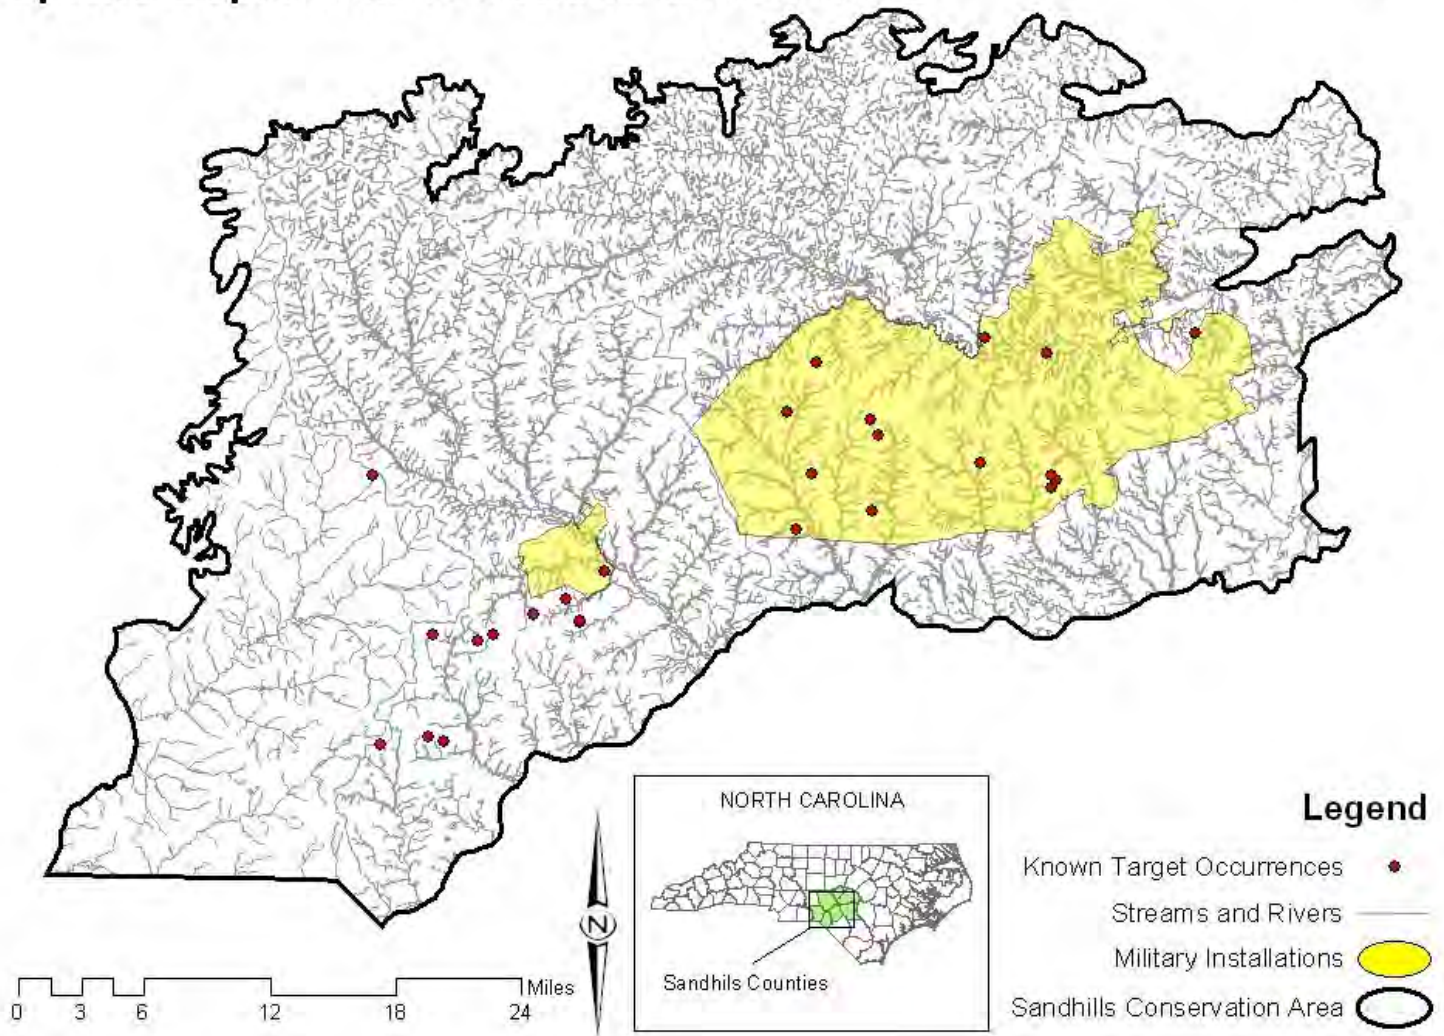 NORTH CAROLINA
Sandhills Counties
Legend
Known Target Occurrences
Streams and Rivers
Military Installations
Sandhills Conservation Area
N
Miles
0 3 6 12 18 24